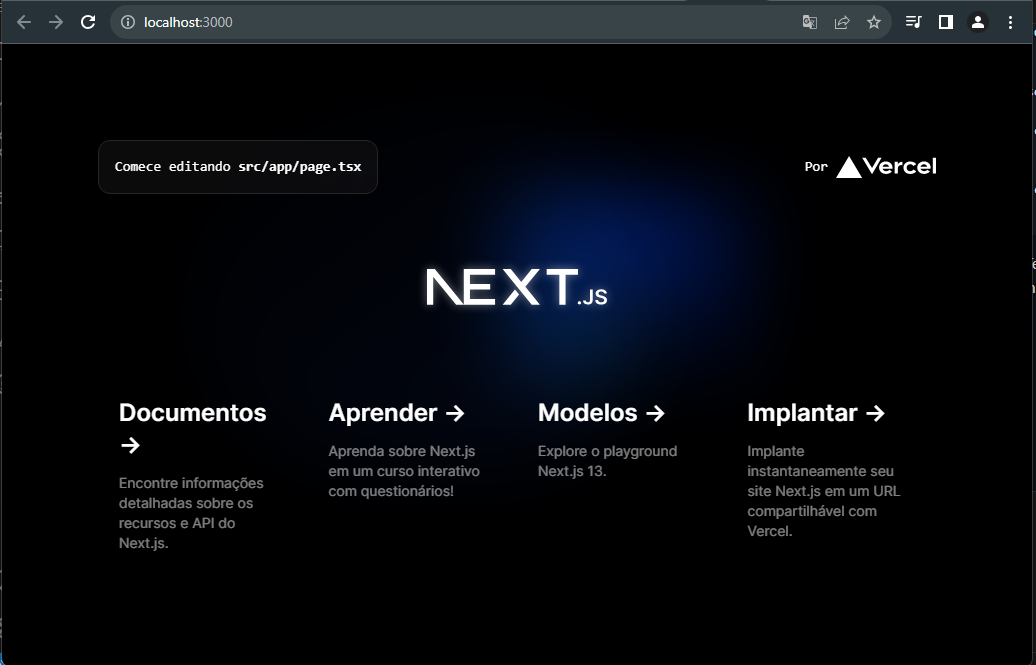 localhost:3000
Comece editando src/app/page.tsx
Por Vercel
NEXT.JS
Documentos
→
Encontre informações
detalhadas sobre os
recursos e API do
Next.js.
Aprender →
Aprenda sobre Next.js
em um curso interativo
com questionários!
Modelos →
Explore o playground
Next.js 13.
Implantar →
Implante
instantaneamente seu
site Next.js em um URL
compartilhável com
Vercel.